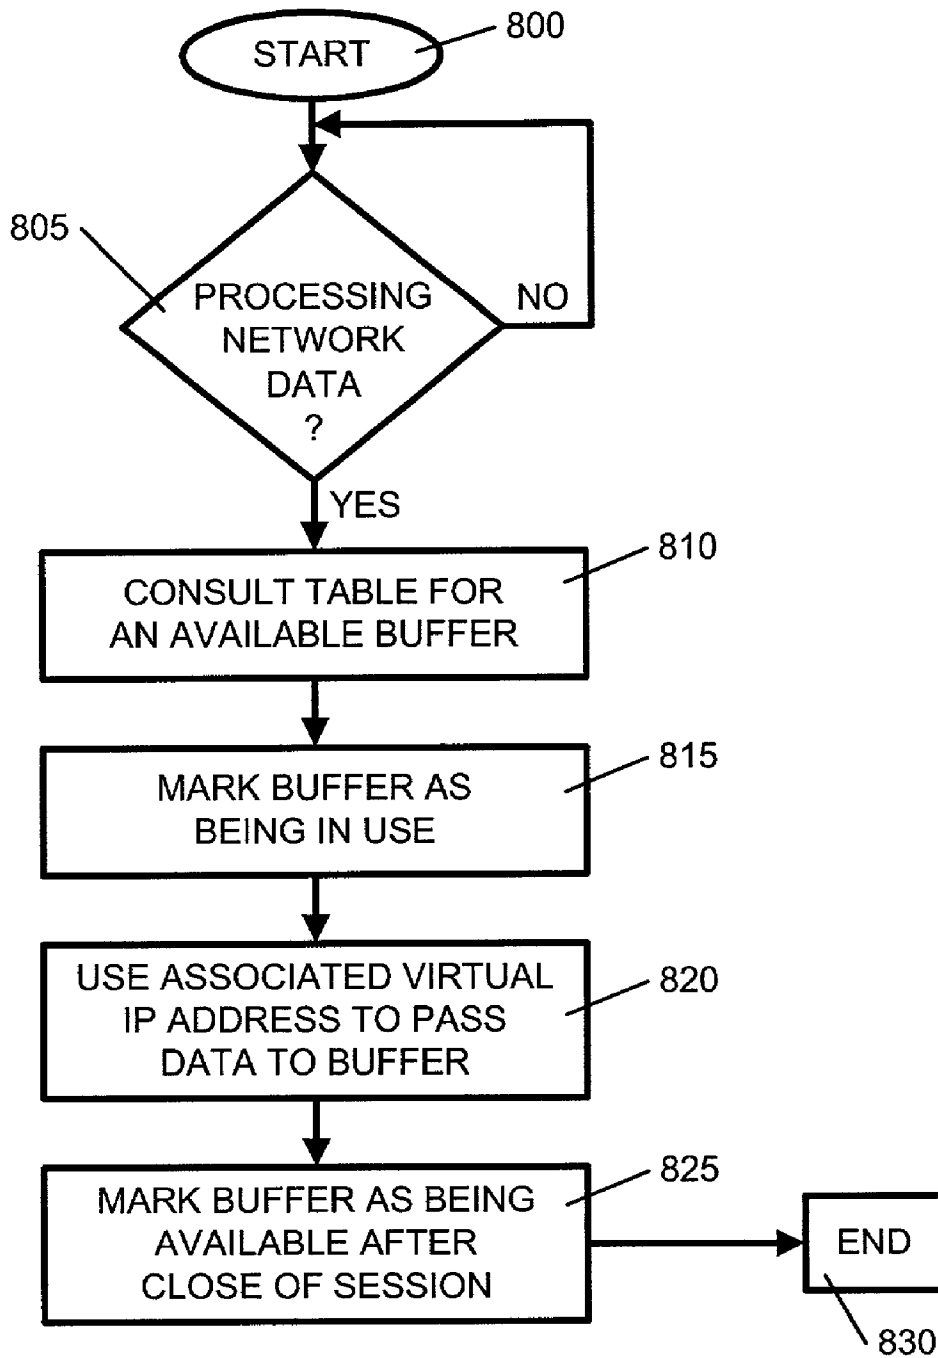 START
800
805
PROCESSING
NETWORK
DATA
?
NO
YES
CONSULT TABLE FOR
AN AVAILABLE BUFFER
810
MARK BUFFER AS
BEING IN USE
815
USE ASSOCIATED VIRTUAL
IP ADDRESS TO PASS
DATA TO BUFFER
820
MARK BUFFER AS BEING
AVAILABLE AFTER
CLOSE OF SESSION
825
END
830